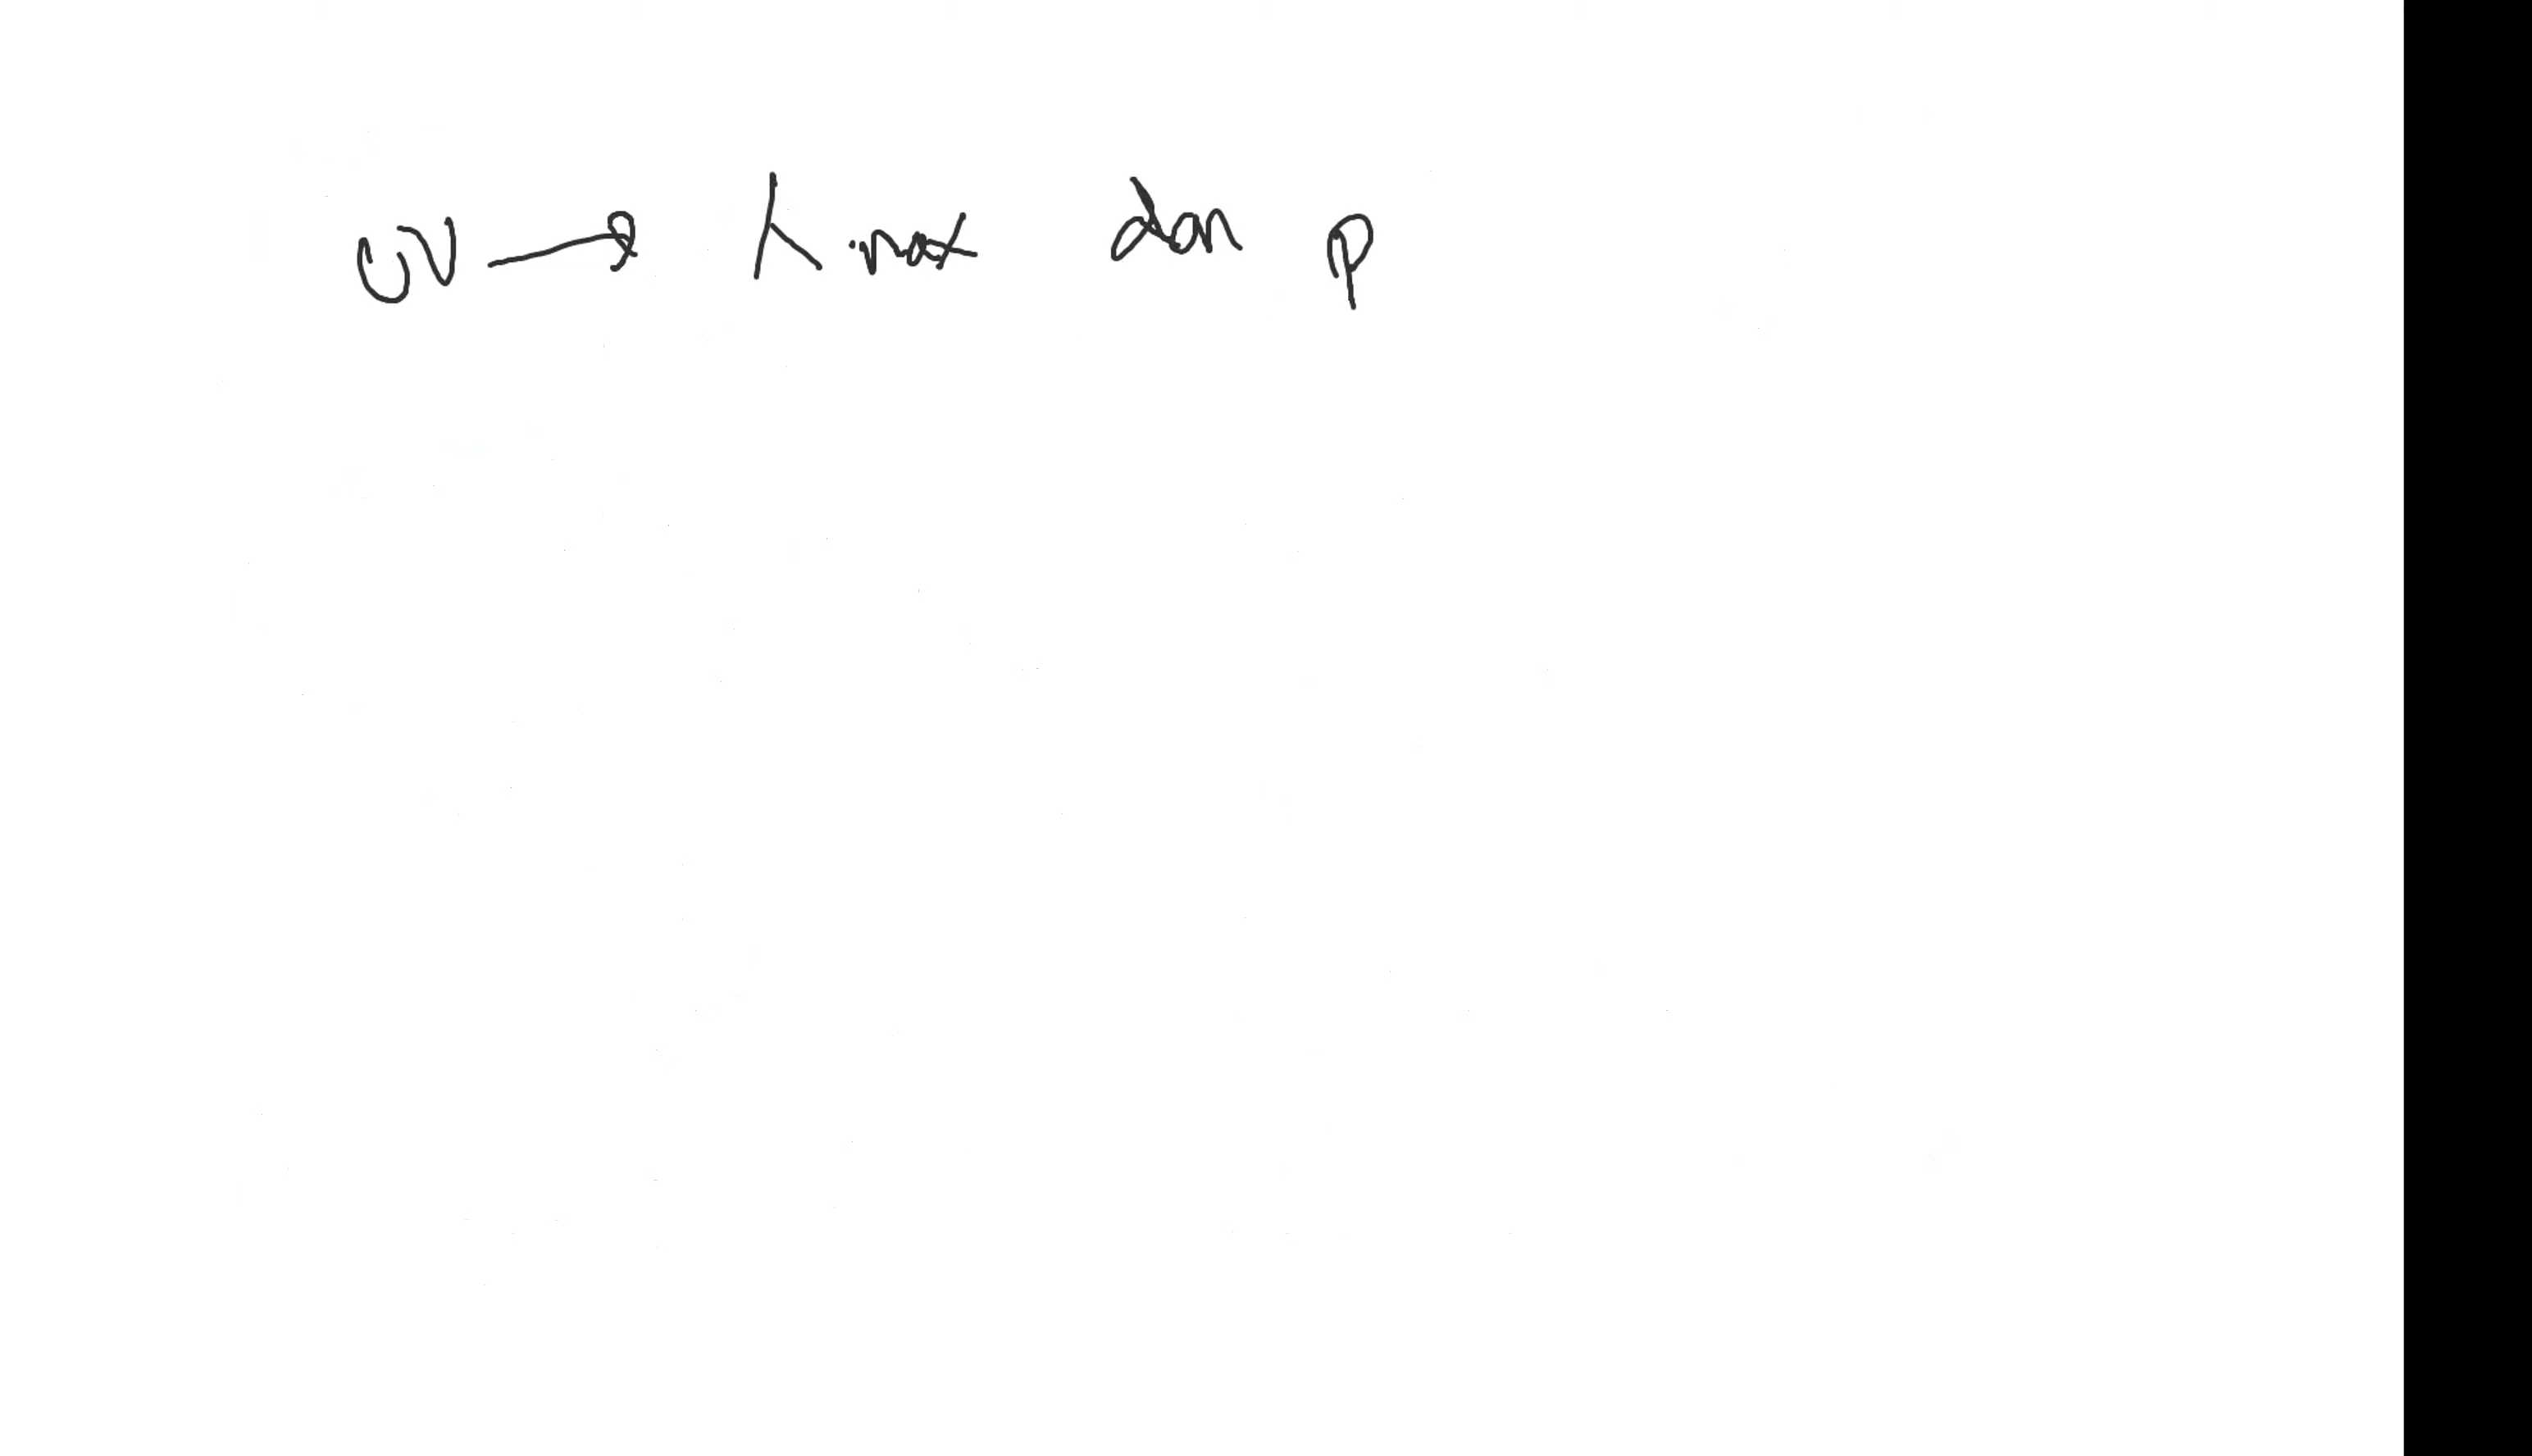 UV → λ max dan p